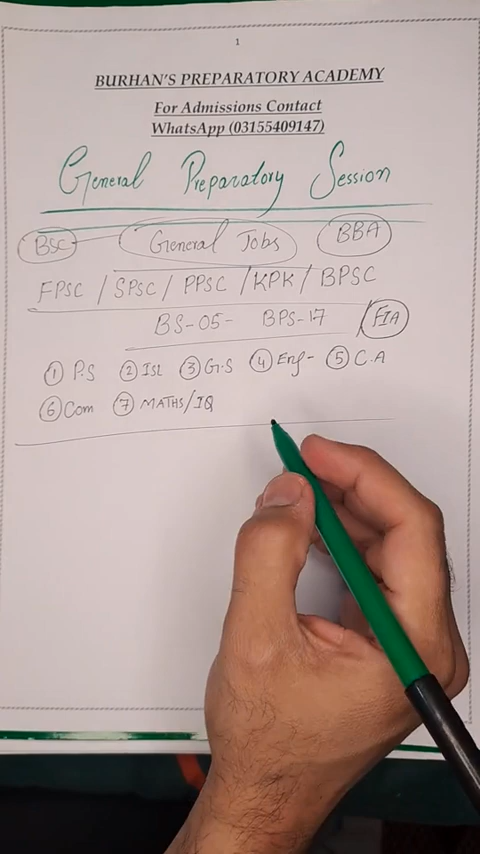 1
BURHAN'S PREPARATORY ACADEMY
For Admissions Contact
WhatsApp (03155409147)
General Preparatory Session
BSC General Jobs BBA
FPSC / SPSC / PPSC / KPK / BPSC
BS-05- BPS-17 FIA
① P.S ② ISL ③ G.S ④ Eng- ⑤ C.A
⑥ Com ⑦ MATHS/IQ